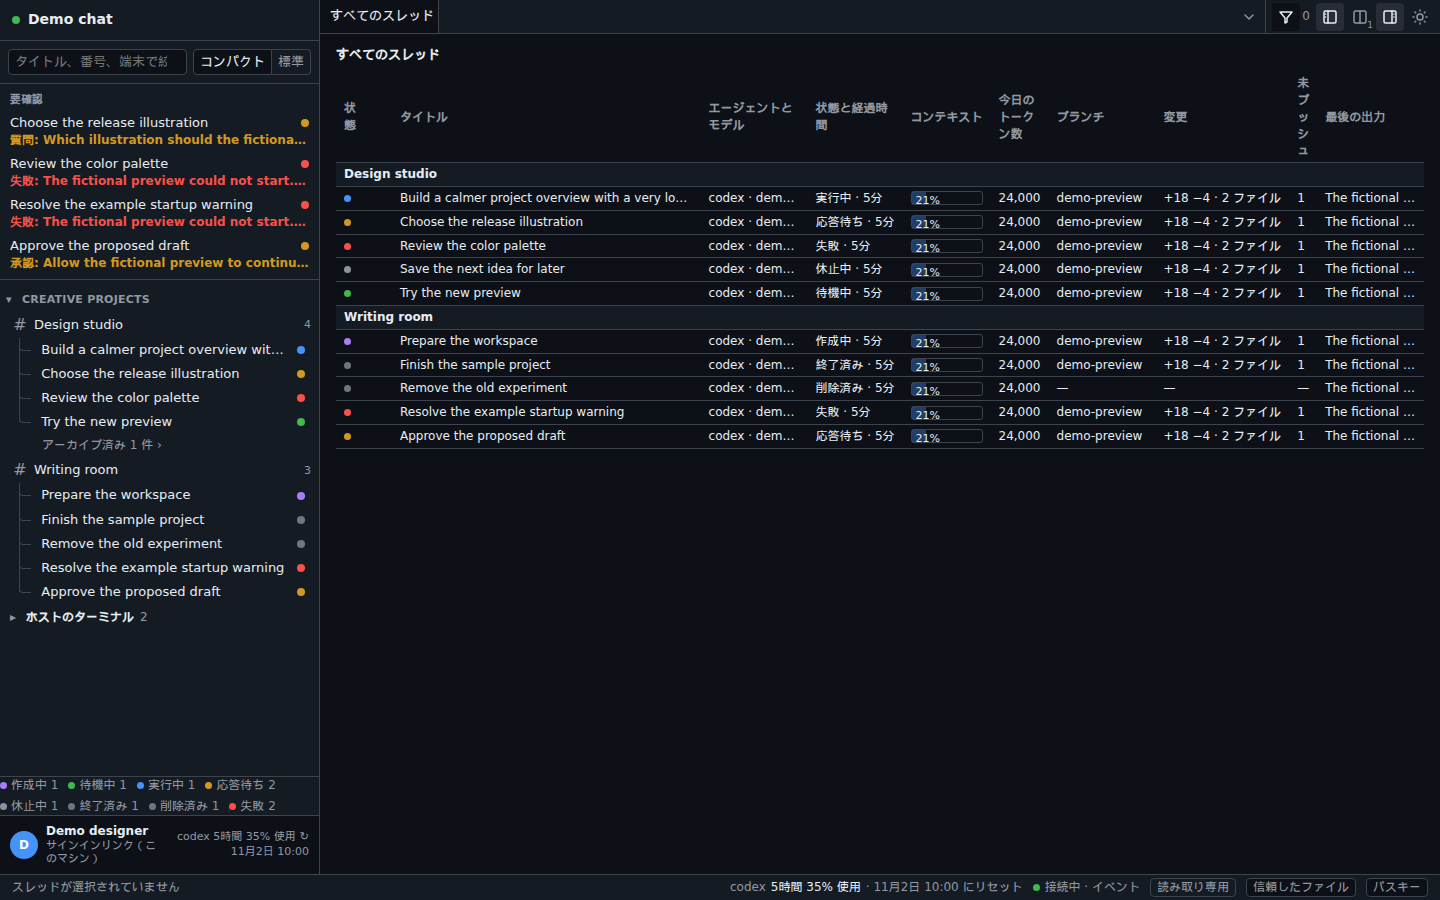 Demo chat
すべてのスレッド
0
1
タイトル、番号、端末で絞
コンパクト 標準
要確認
Choose the release illustration
質問: Which illustration should the fictiona…
Review the color palette
失敗: The fictional preview could not start.…
Resolve the example startup warning
失敗: The fictional preview could not start.…
Approve the proposed draft
承認: Allow the fictional preview to continu…
▾ CREATIVE PROJECTS
# Design studio 4
Build a calmer project overview wit…
Choose the release illustration
Review the color palette
Try the new preview
アーカイブ済み 1 件 ›
# Writing room 3
Prepare the workspace
Finish the sample project
Remove the old experiment
Resolve the example startup warning
Approve the proposed draft
▸ ホストのターミナル 2
作成中 1 待機中 1 実行中 1 応答待ち 2
休止中 1 終了済み 1 削除済み 1 失敗 2
D
Demo designer
サインインリンク（こ
のマシン）
codex 5時間 35% 使用 ↻
11月2日 10:00
すべてのスレッド
状態 タイトル エージェントとモデル 状態と経過時間 コンテキスト 今日のトークン数 ブランチ 変更 未プッシュ 最後の出力
Design studio
Build a calmer project overview with a very lo… codex · dem… 実行中 · 5分 21% 24,000 demo-preview +18 −4 · 2 ファイル 1 The fictional …
Choose the release illustration codex · dem… 応答待ち · 5分 21% 24,000 demo-preview +18 −4 · 2 ファイル 1 The fictional …
Review the color palette codex · dem… 失敗 · 5分 21% 24,000 demo-preview +18 −4 · 2 ファイル 1 The fictional …
Save the next idea for later codex · dem… 休止中 · 5分 21% 24,000 demo-preview +18 −4 · 2 ファイル 1 The fictional …
Try the new preview codex · dem… 待機中 · 5分 21% 24,000 demo-preview +18 −4 · 2 ファイル 1 The fictional …
Writing room
Prepare the workspace codex · dem… 作成中 · 5分 21% 24,000 demo-preview +18 −4 · 2 ファイル 1 The fictional …
Finish the sample project codex · dem… 終了済み · 5分 21% 24,000 demo-preview +18 −4 · 2 ファイル 1 The fictional …
Remove the old experiment codex · dem… 削除済み · 5分 21% 24,000 — — — The fictional …
Resolve the example startup warning codex · dem… 失敗 · 5分 21% 24,000 demo-preview +18 −4 · 2 ファイル 1 The fictional …
Approve the proposed draft codex · dem… 応答待ち · 5分 21% 24,000 demo-preview +18 −4 · 2 ファイル 1 The fictional …
スレッドが選択されていません
codex 5時間 35% 使用 · 11月2日 10:00 にリセット 接続中 · イベント 読み取り専用 信頼したファイル パスキー